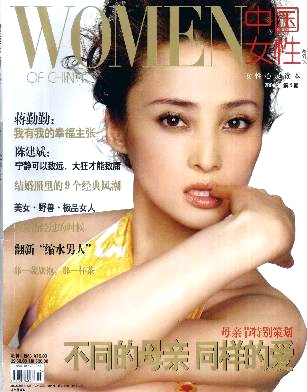 WOMEN
OF CHINA
中国
女性
蒋勤勤:
我有我的幸福主张
陈建斌:
宁静可以致远,大狂才能致庸
结婚照里的9个经典风潮
美女·野兽·极品女人
翻新“缩水男人”
母亲节特别策划
不同的母亲 同样的爱